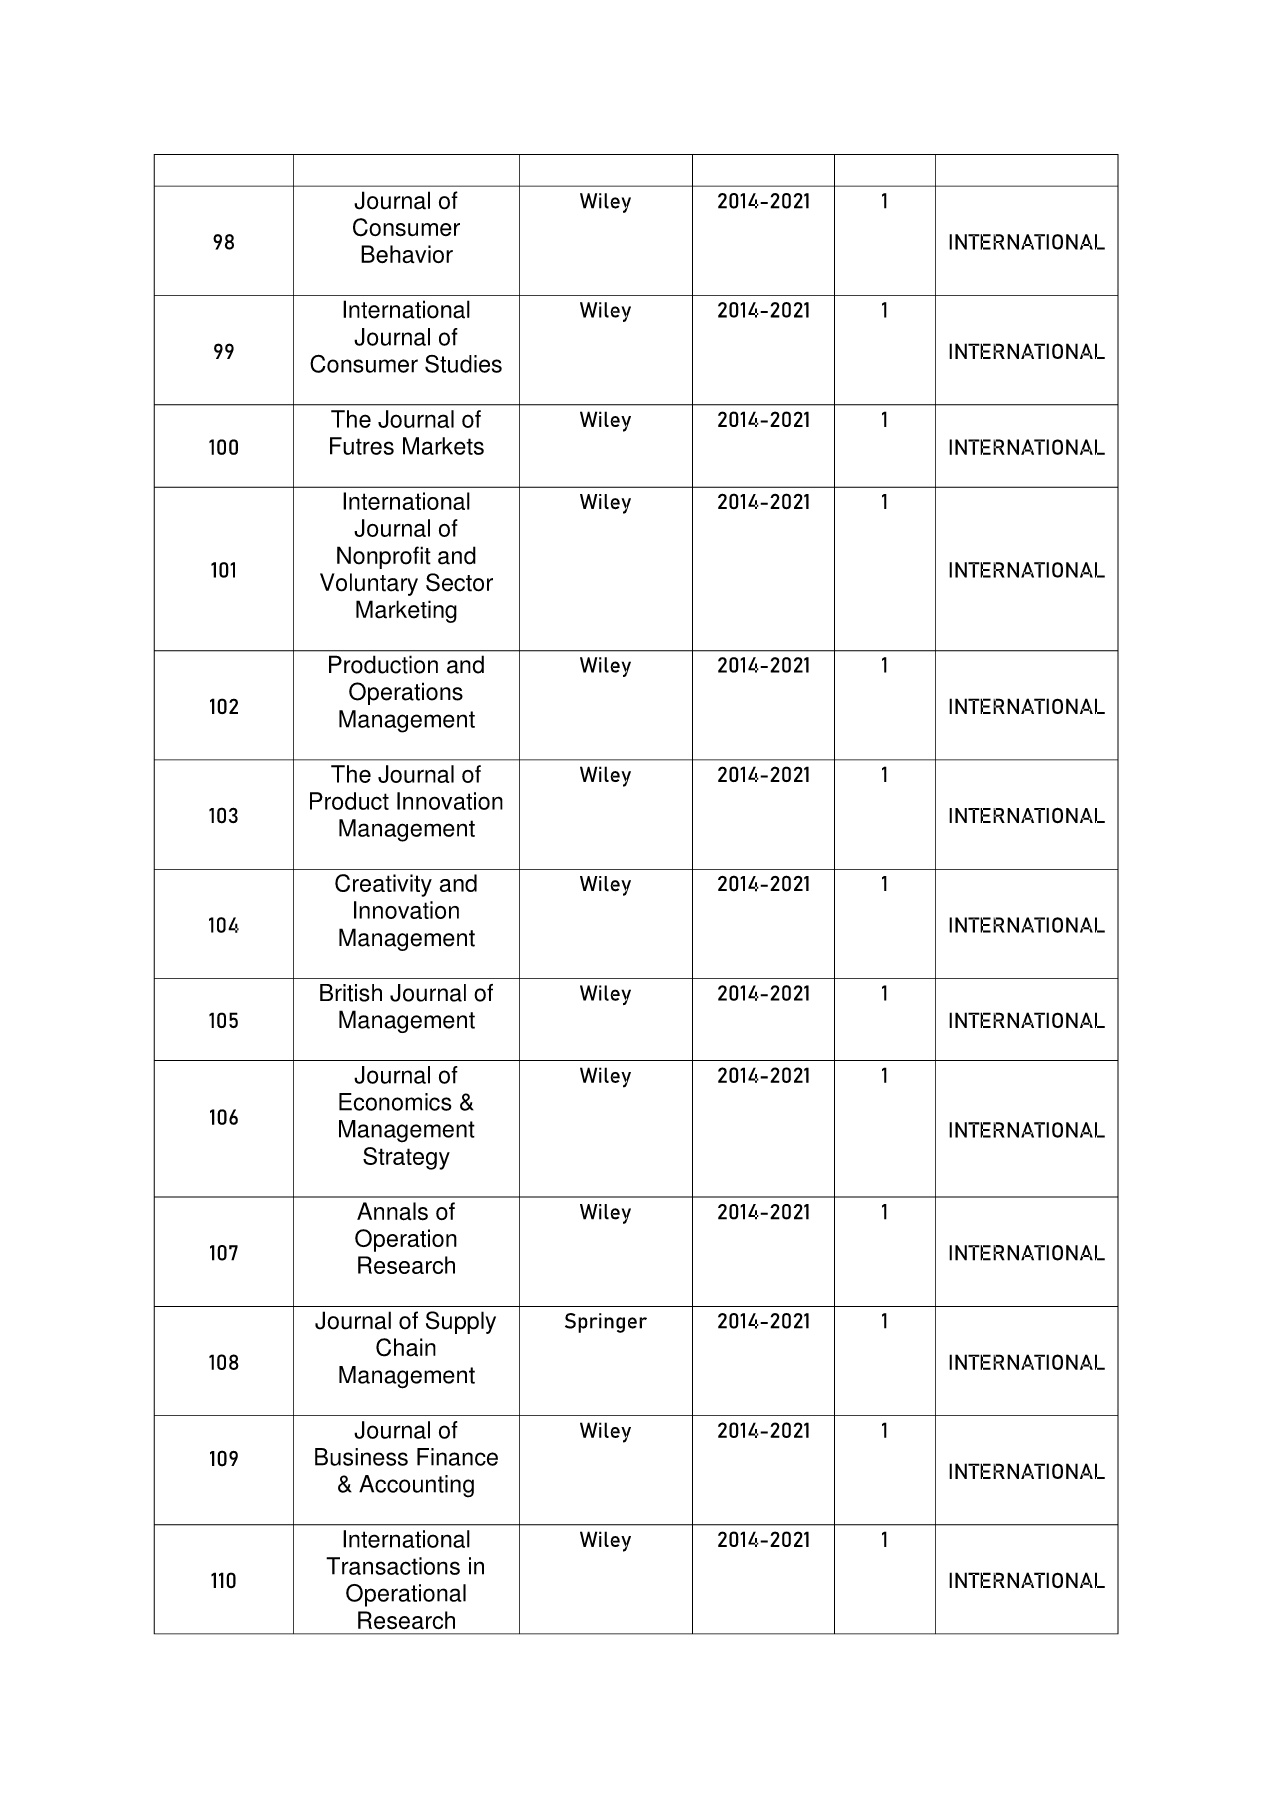 98
Journal of
Consumer
Behavior
Wiley
2014-2021
1
INTERNATIONAL
99
International
Journal of
Consumer Studies
Wiley
2014-2021
1
INTERNATIONAL
100
The Journal of
Futres Markets
Wiley
2014-2021
1
INTERNATIONAL
101
International
Journal of
Nonprofit and
Voluntary Sector
Marketing
Wiley
2014-2021
1
INTERNATIONAL
102
Production and
Operations
Management
Wiley
2014-2021
1
INTERNATIONAL
103
The Journal of
Product Innovation
Management
Wiley
2014-2021
1
INTERNATIONAL
104
Creativity and
Innovation
Management
Wiley
2014-2021
1
INTERNATIONAL
105
British Journal of
Management
Wiley
2014-2021
1
INTERNATIONAL
106
Journal of
Economics &
Management
Strategy
Wiley
2014-2021
1
INTERNATIONAL
107
Annals of
Operation
Research
Wiley
2014-2021
1
INTERNATIONAL
108
Journal of Supply
Chain
Management
Springer
2014-2021
1
INTERNATIONAL
109
Journal of
Business Finance
& Accounting
Wiley
2014-2021
1
INTERNATIONAL
110
International
Transactions in
Operational
Research
Wiley
2014-2021
1
INTERNATIONAL